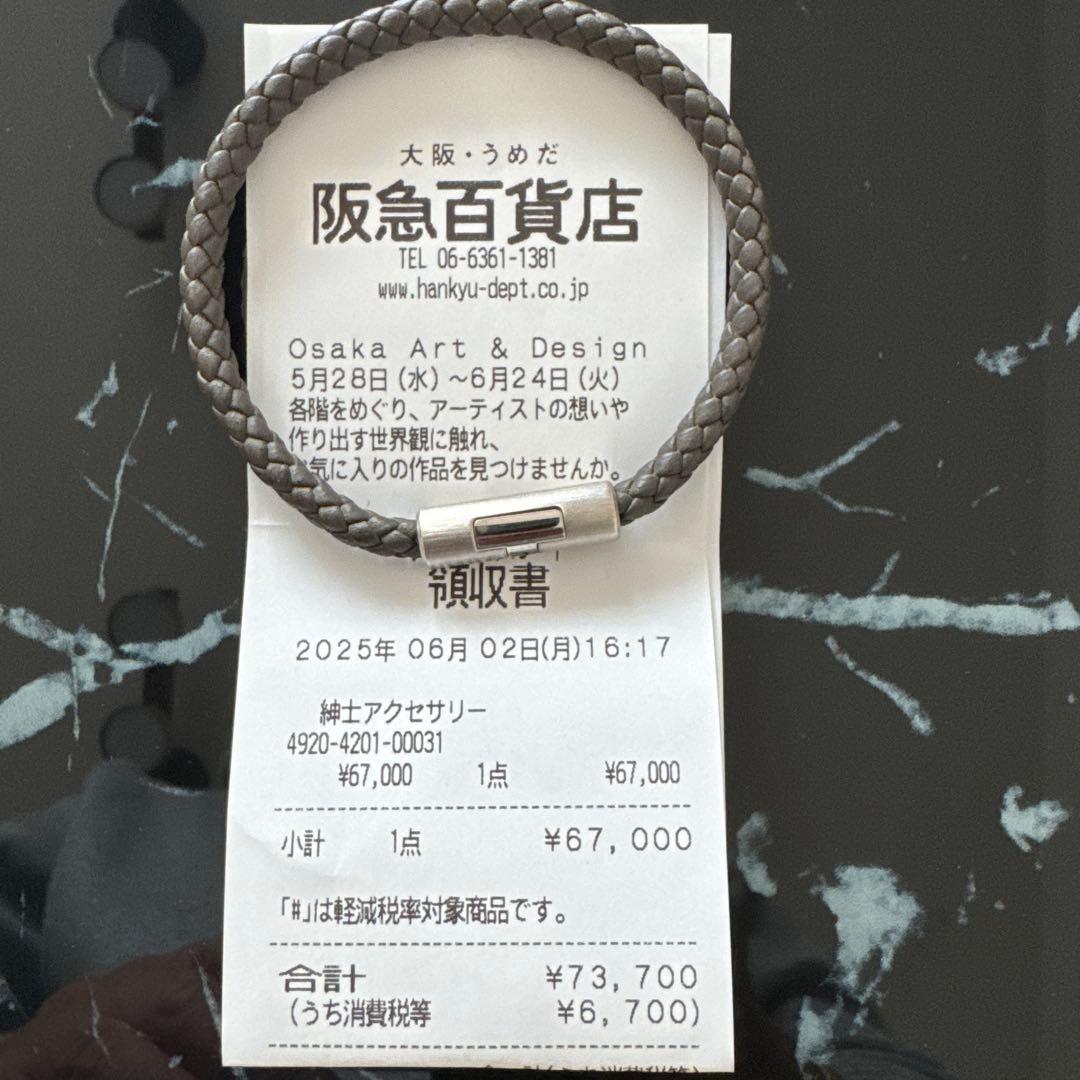 大阪・うめだ
阪急百貨店
TEL 06-6361-1381
www.hankyu-dept.co.jp
Osaka Art & Design
5月28日(水)～6月24日(火)
各階をめぐり、アーティストの想いや
作り出す世界観に触れ、
気に入りの作品を見つけませんか。
領収書
2025年 06月 02日(月)16:17
紳士アクセサリー
4920-4201-00031
¥67,000 1点 ¥67,000
小計 1点 ¥67,000
「#」は軽減税率対象商品です。
合計 ¥73,700
(うち消費税等 ¥6,700)